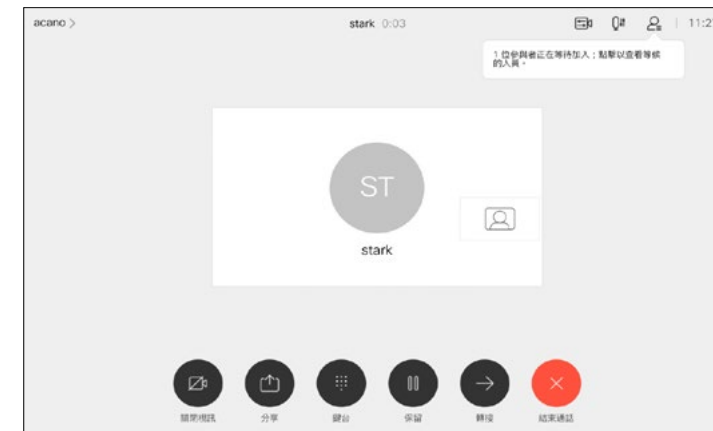 acano >
stark 0:03
11:2
1 位參與者正在等待加入；點擊以查看等候
的人員。
ST
stark
關閉視訊
分享
鍵台
保留
轉接
結束通話